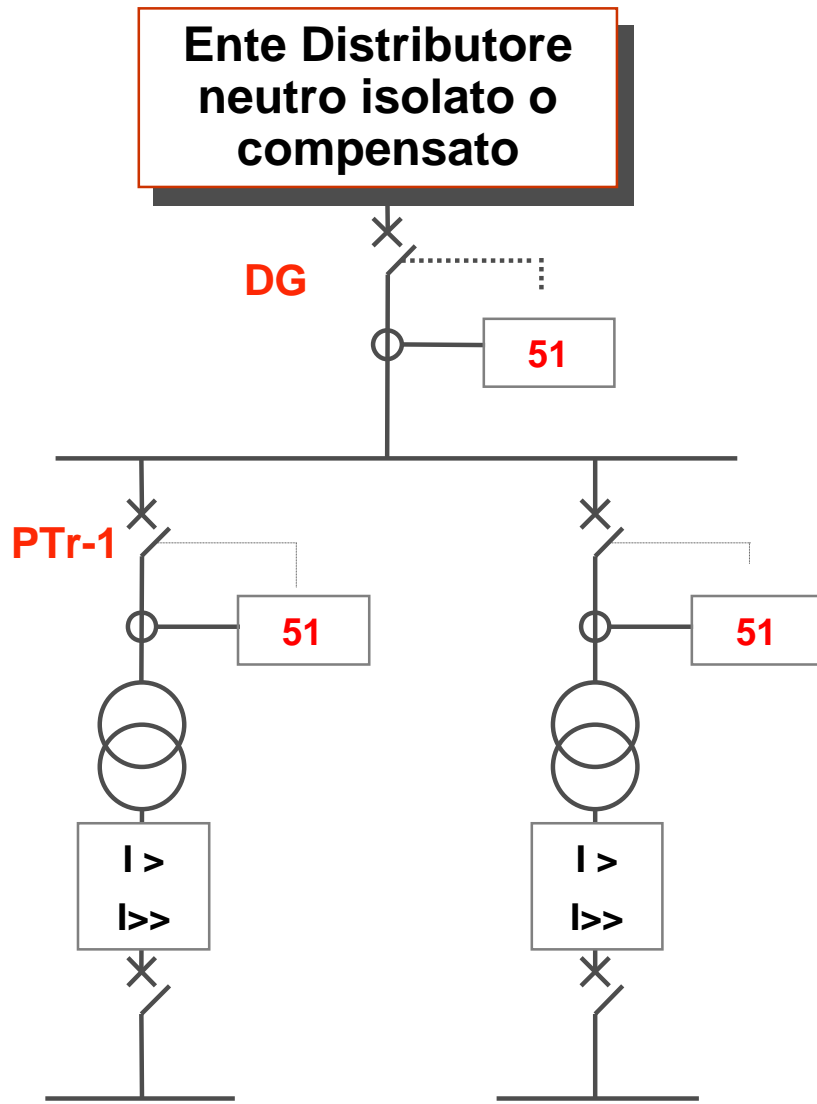 Ente Distributore
neutro isolato o
compensato
DG
51
PTr-1
51
51
I >
I>>
I >
I>>